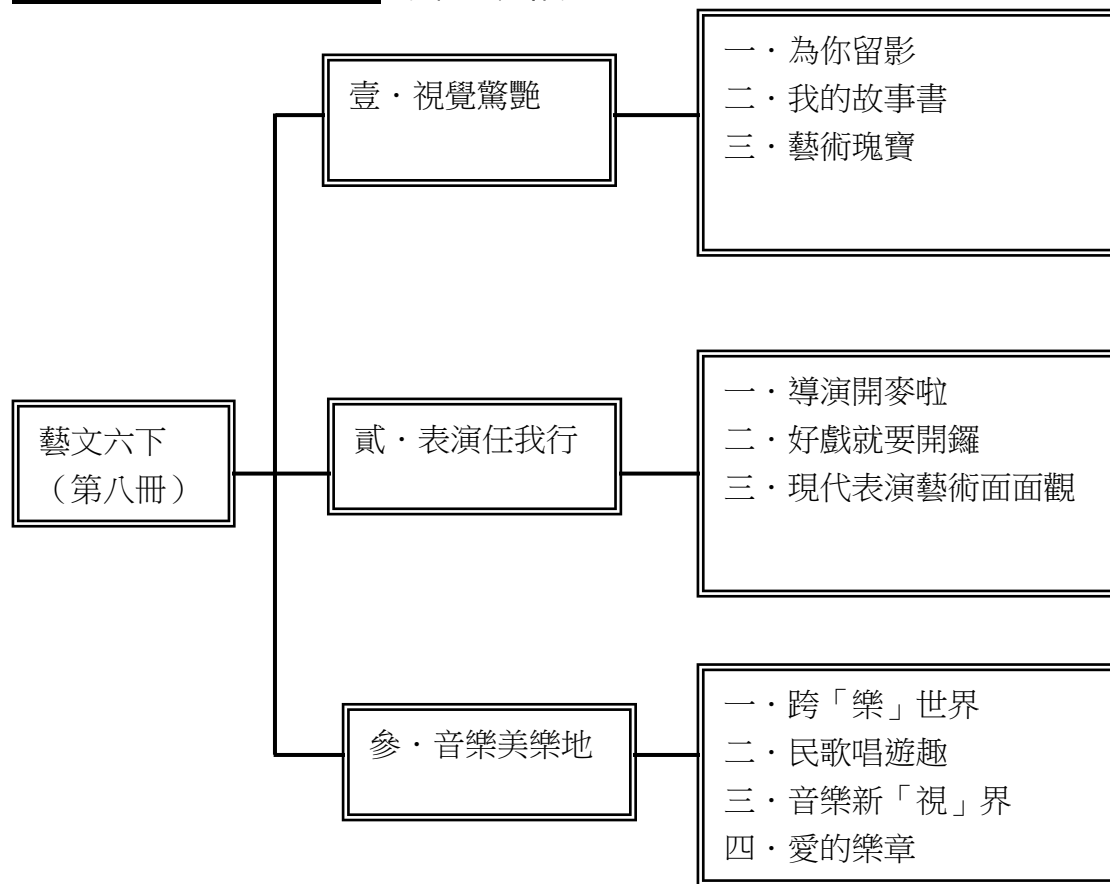 藝文六下
（第八冊）
壹．視覺驚艷
一．為你留影
二．我的故事書
三．藝術瑰寶
貳．表演任我行
一．導演開麥啦
二．好戲就要開鑼
三．現代表演藝術面面觀
參．音樂美樂地
一．跨「樂」世界
二．民歌唱遊趣
三．音樂新「視」界
四．愛的樂章